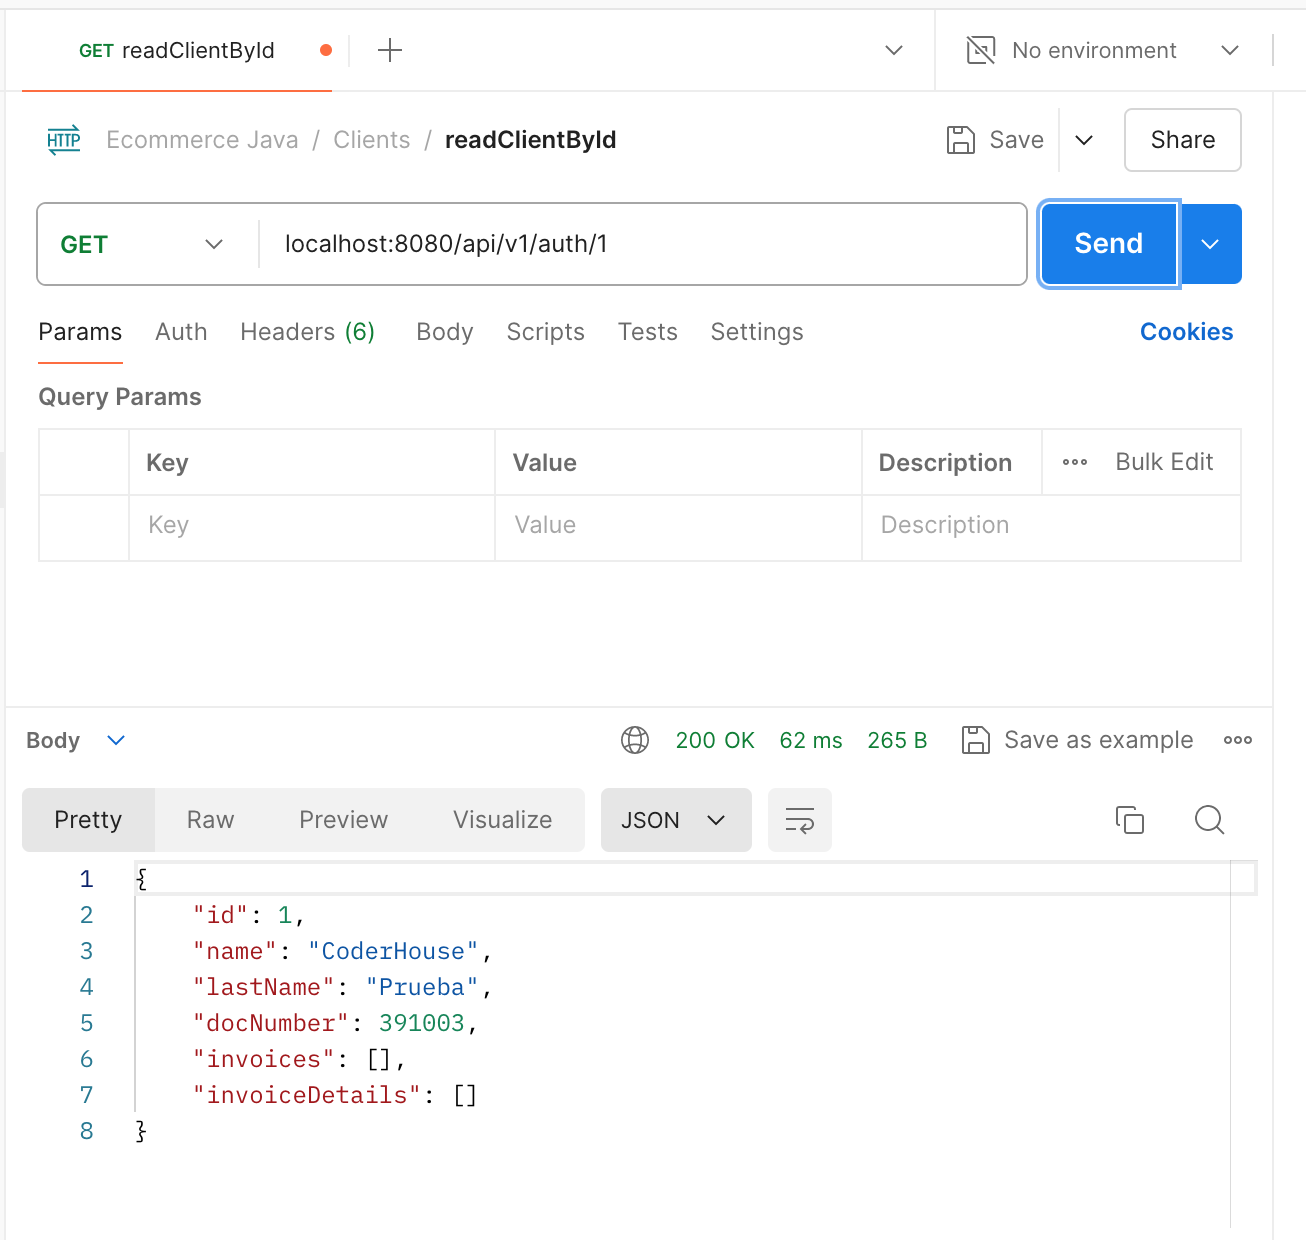 GET readClientById
No environment
HTTP Ecommerce Java / Clients / readClientById
Save
Share
GET
localhost:8080/api/v1/auth/1
Send
Params Auth Headers (6) Body Scripts Tests Settings
Cookies
Query Params
Key Value Description Bulk Edit
Key Value Description
Body
200 OK 62 ms 265 B Save as example
Pretty Raw Preview Visualize JSON
1 {
2 "id": 1,
3 "name": "CoderHouse",
4 "lastName": "Prueba",
5 "docNumber": 391003,
6 "invoices": [],
7 "invoiceDetails": []
8 }